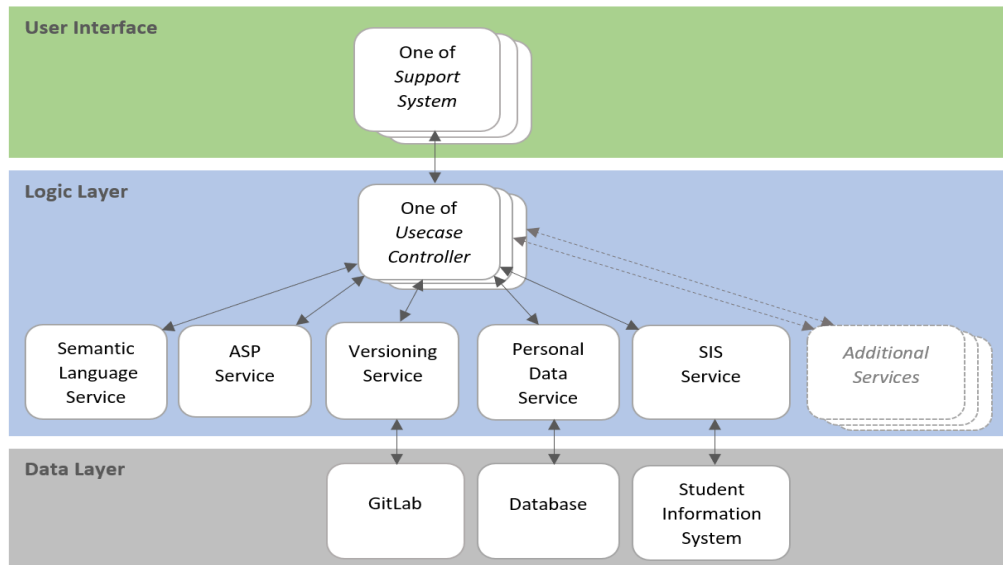 User Interface
One of
Support
System
Logic Layer
One of
Usecase
Controller
Semantic
Language
Service
ASP
Service
Versioning
Service
Personal
Data
Service
SIS
Service
Additional
Services
Data Layer
GitLab
Database
Student
Information
System